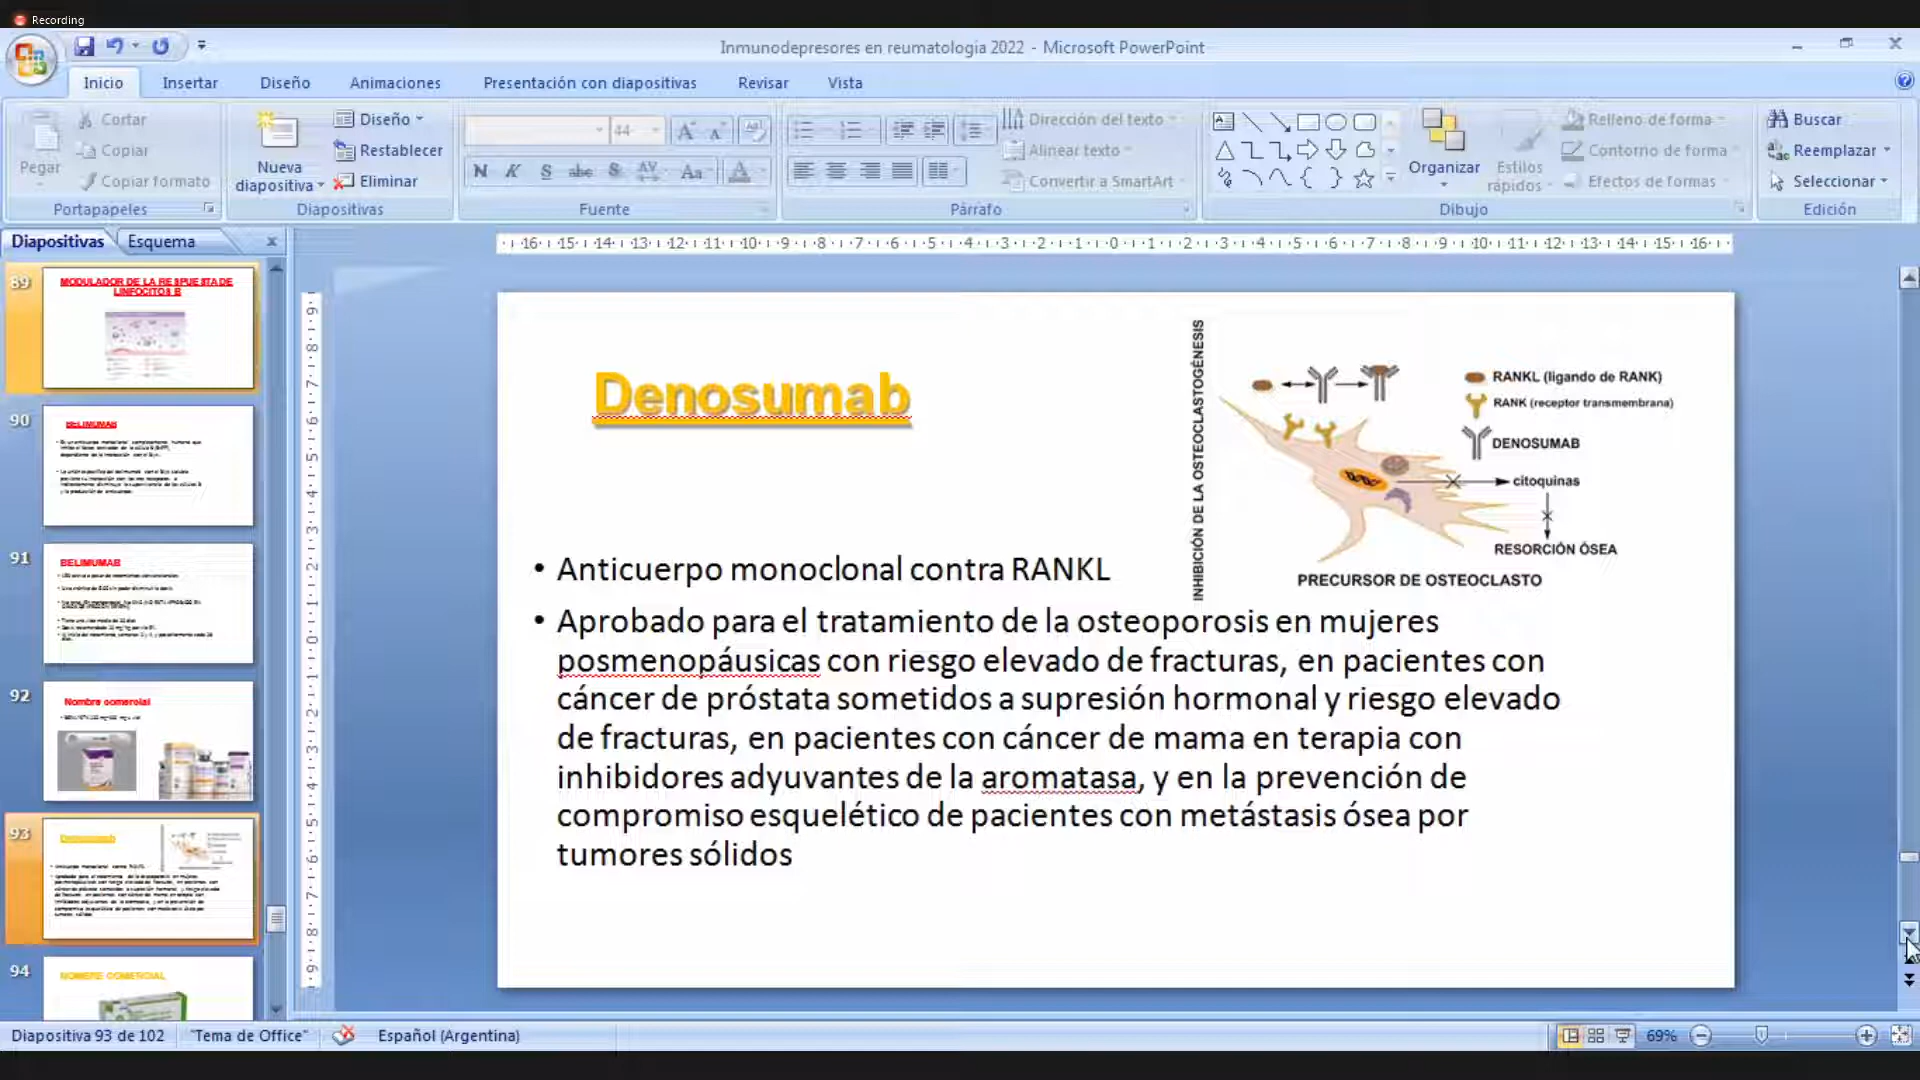 Recording
Inmunodepresores en reumatologia 2022 - Microsoft PowerPoint
Inicio
Insertar
Diseño
Animaciones
Presentación con diapositivas
Revisar
Vista
Pegar
Cortar
Copiar
Copiar formato
Portapapeles
Nueva diapositiva
Diseño
Restablecer
Eliminar
Diapositivas
44
Fuente
Dirección del texto
Alinear texto
Convertir a SmartArt
Párrafo
Organizar
Estilos rápidos
Relleno de forma
Contorno de forma
Efectos de formas
Dibujo
Buscar
Reemplazar
Seleccionar
Edición
Diapositivas
Esquema
89
MODULADOR DE LA RESPUESTA DE
LINFOCITOS B
90
BELIMUMAB
91
BELIMUMAB
92
Nombre comercial
93
Denosumab
94
NOMBRE COMERCIAL
Denosumab
INHIBICIÓN DE LA OSTEOCLASTOGÉNESIS
RANKL (ligando de RANK)
RANK (receptor transmembrana)
DENOSUMAB
citoquinas
RESORCIÓN ÓSEA
PRECURSOR DE OSTEOCLASTO
• Anticuerpo monoclonal contra RANKL
• Aprobado para el tratamiento de la osteoporosis en mujeres
posmenopáusicas con riesgo elevado de fracturas, en pacientes con
cáncer de próstata sometidos a supresión hormonal y riesgo elevado
de fracturas, en pacientes con cáncer de mama en terapia con
inhibidores adyuvantes de la aromatasa, y en la prevención de
compromiso esquelético de pacientes con metástasis ósea por
tumores sólidos
Diapositiva 93 de 102
"Tema de Office"
Español (Argentina)
69%